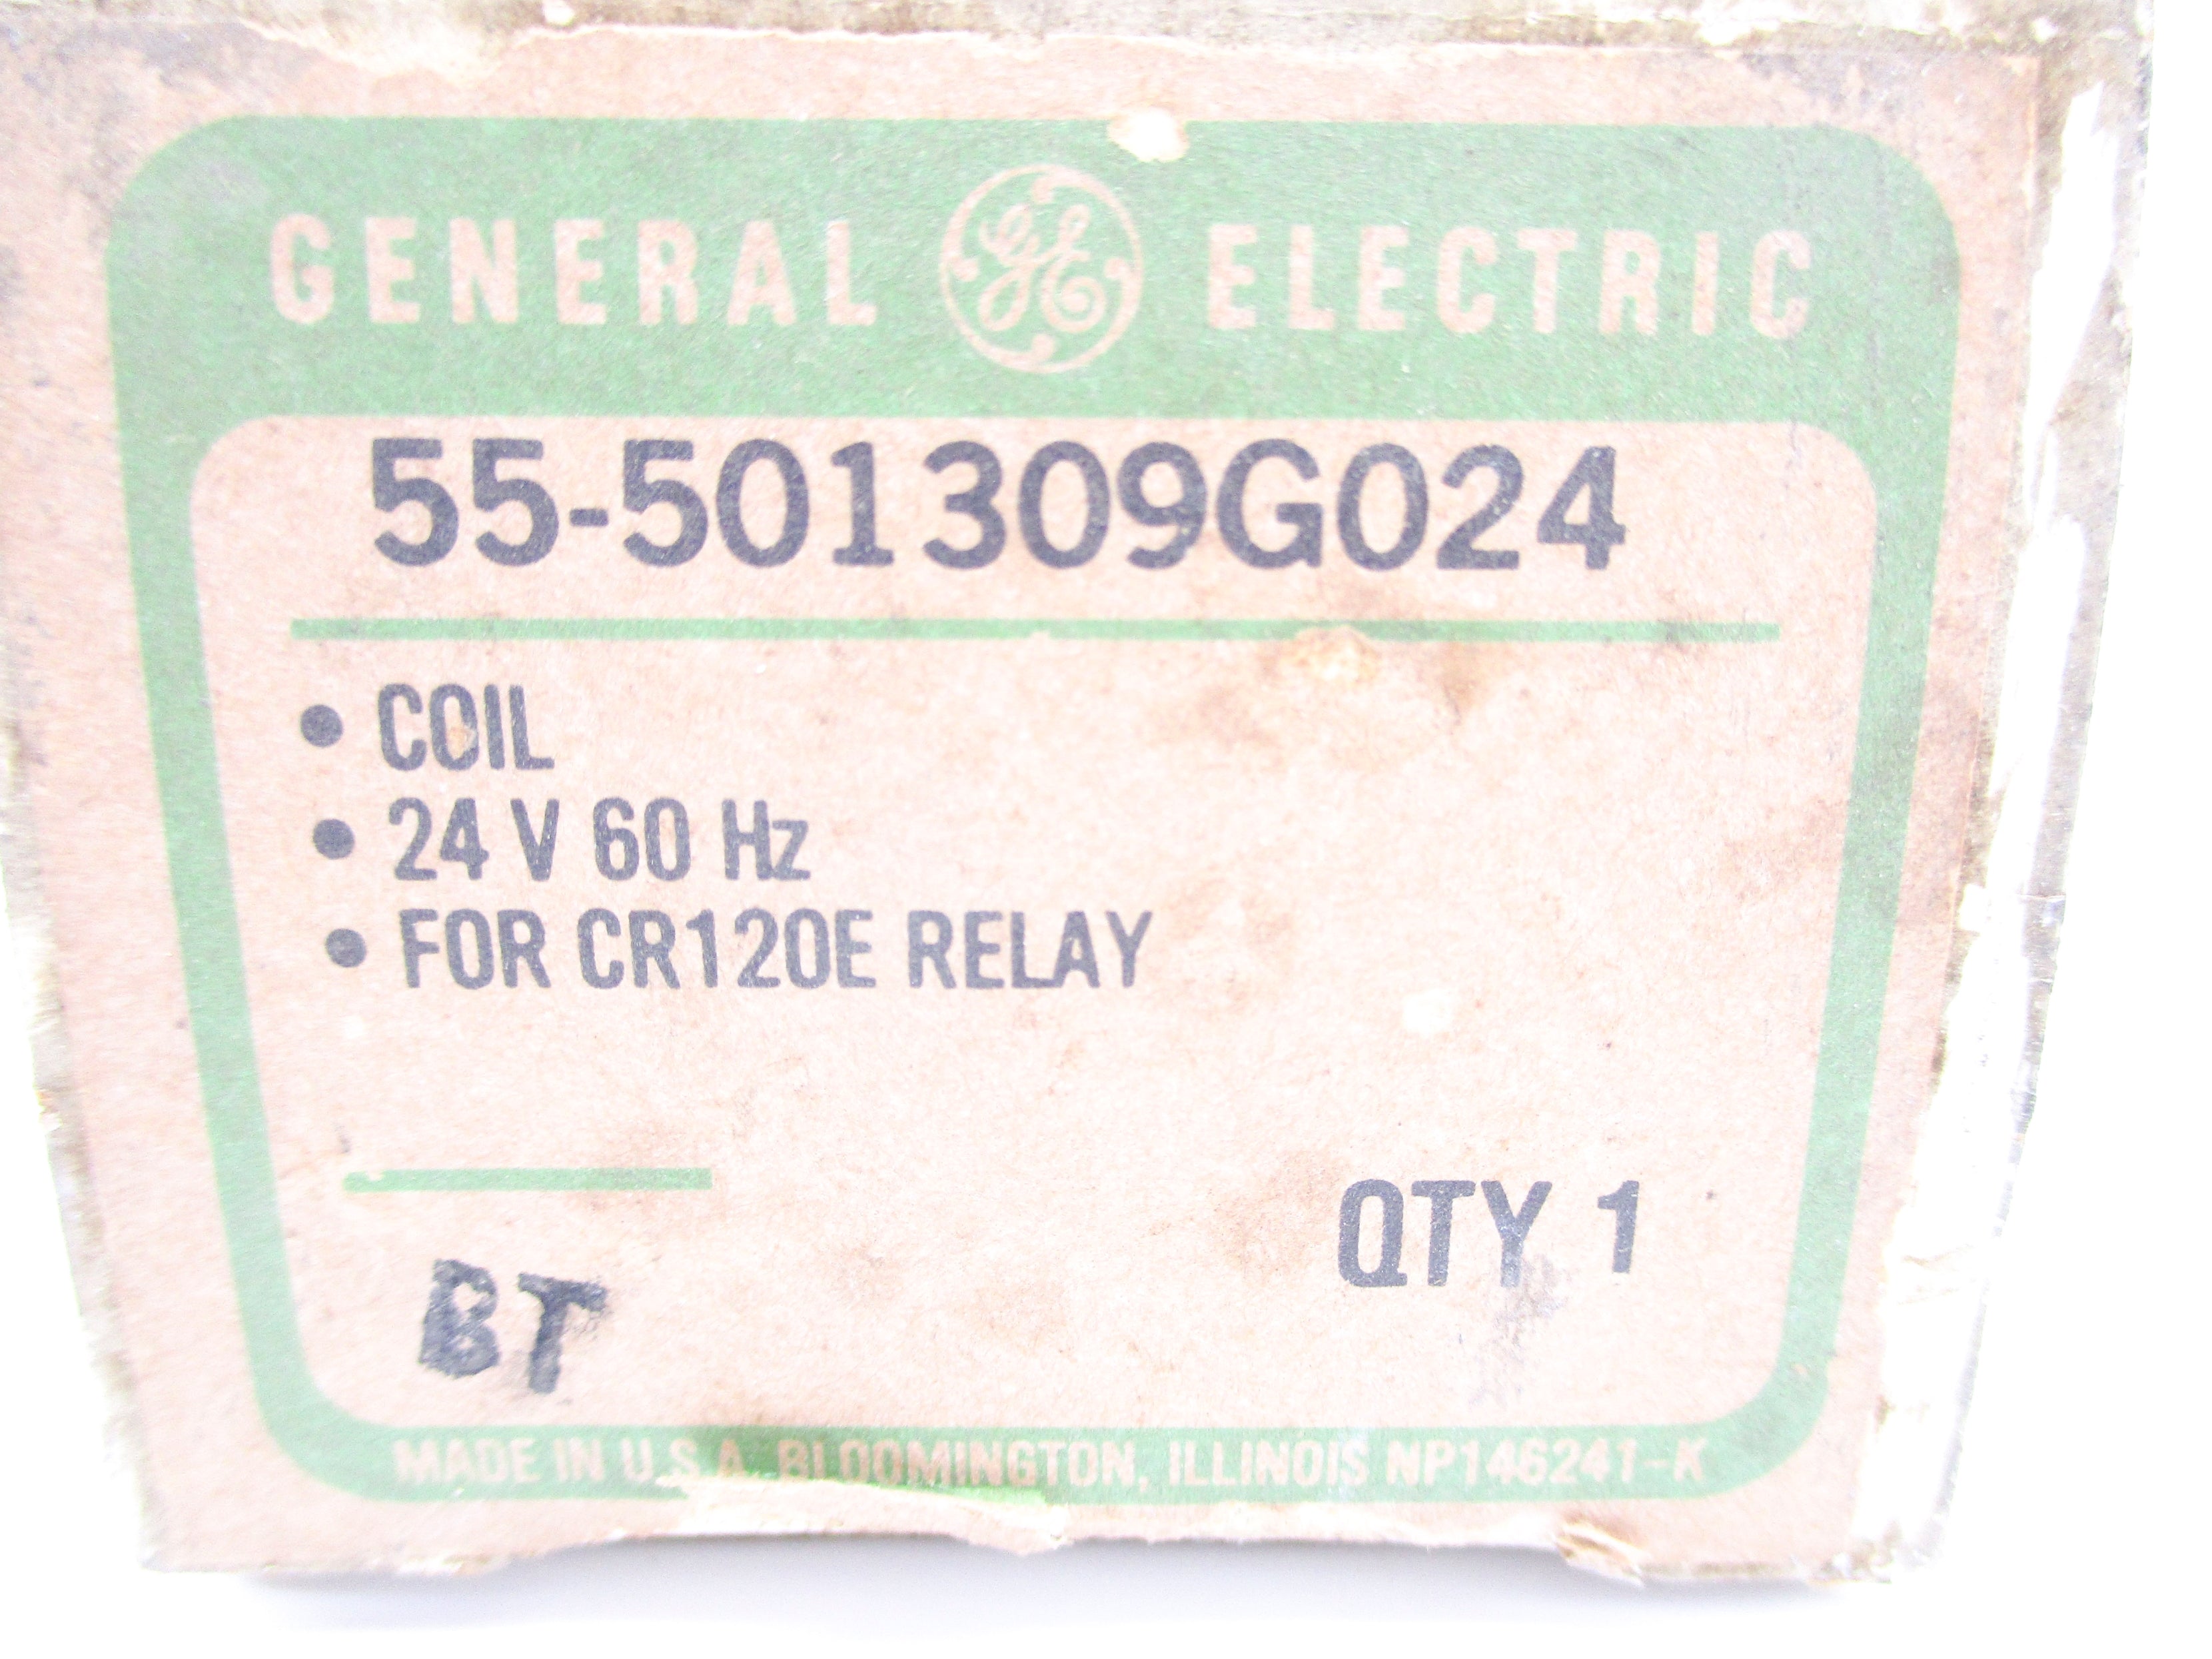 GENERAL GE ELECTRIC
55-501309G024
• COIL
• 24 V 60 Hz
• FOR CR120E RELAY
QTY 1
BT
MADE IN U.S.A. BLOOMINGTON, ILLINOIS NP146241-K